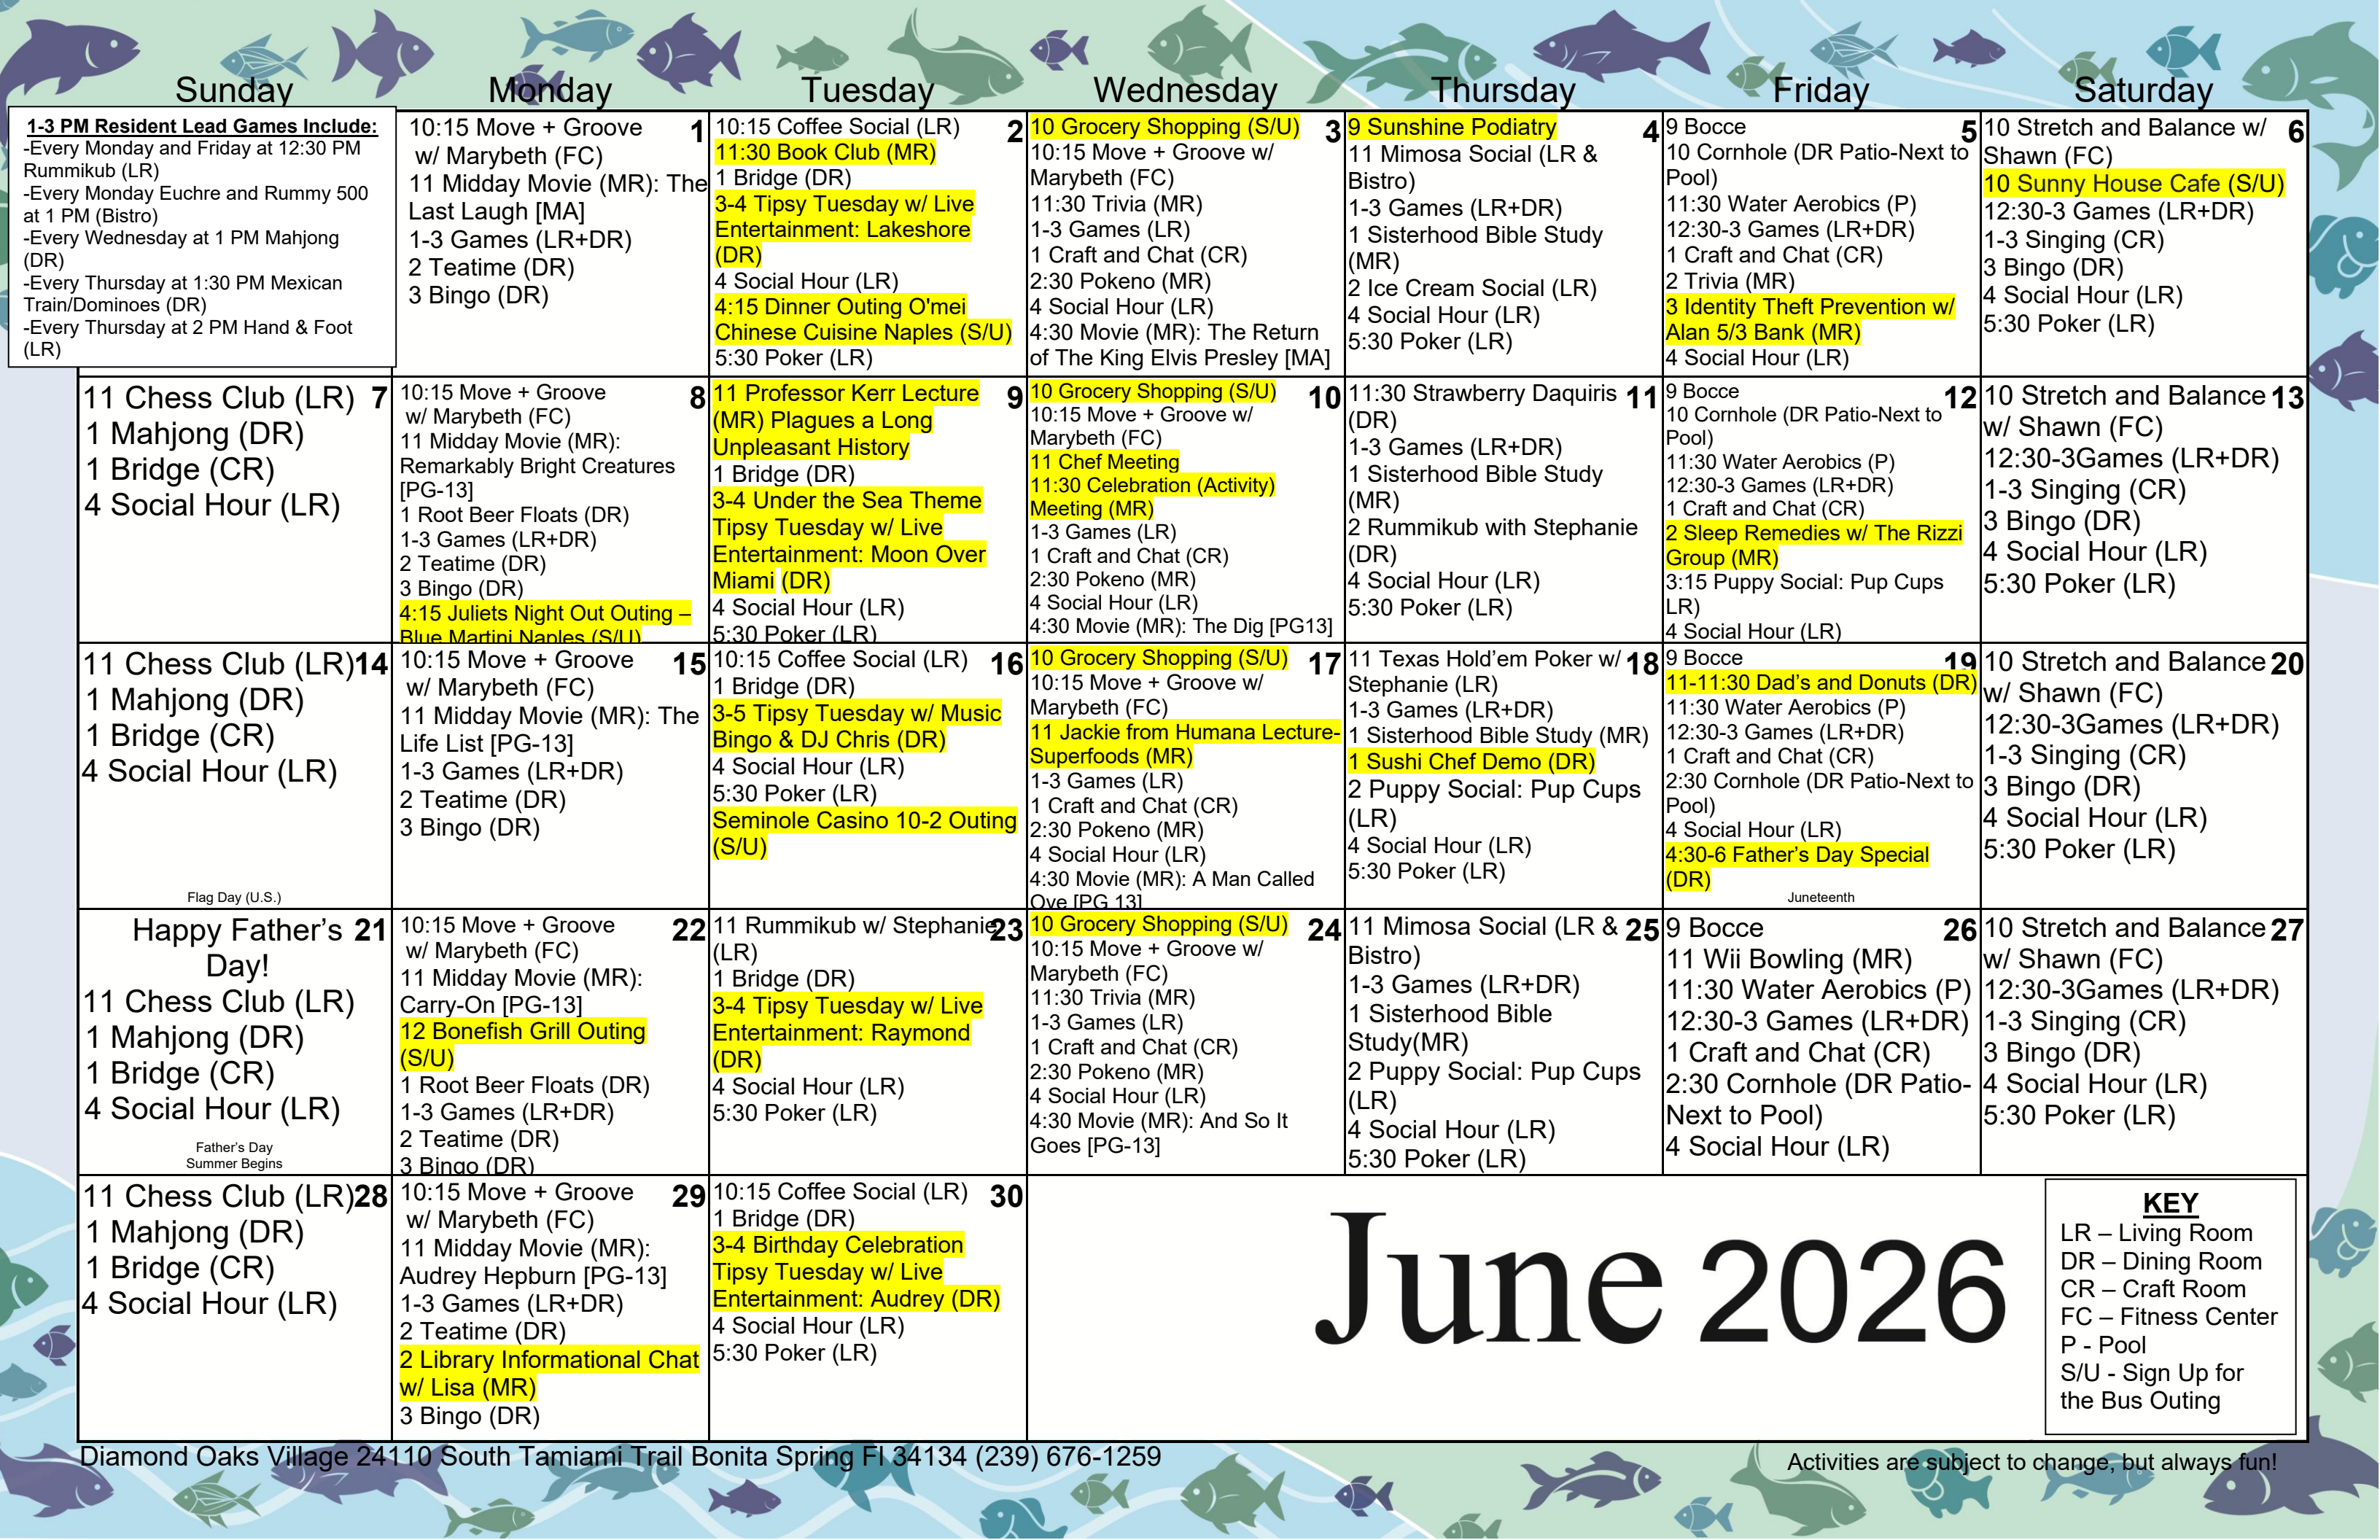 Sunday
Monday
Tuesday
Wednesday
Thursday
Friday
Saturday
1-3 PM Resident Lead Games Include:
-Every Monday and Friday at 12:30 PM
Rummikub (LR)
-Every Monday Euchre and Rummy 500
at 1 PM (Bistro)
-Every Wednesday at 1 PM Mahjong
(DR)
-Every Thursday at 1:30 PM Mexican
Train/Dominoes (DR)
-Every Thursday at 2 PM Hand & Foot
(LR)
1
10:15 Move + Groove
w/ Marybeth (FC)
11 Midday Movie (MR): The
Last Laugh [MA]
1-3 Games (LR+DR)
2 Teatime (DR)
3 Bingo (DR)
2
10:15 Coffee Social (LR)
11:30 Book Club (MR)
1 Bridge (DR)
3-4 Tipsy Tuesday w/ Live
Entertainment: Lakeshore
(DR)
4 Social Hour (LR)
4:15 Dinner Outing O'mei
Chinese Cuisine Naples (S/U)
5:30 Poker (LR)
3
10 Grocery Shopping (S/U)
10:15 Move + Groove w/
Marybeth (FC)
11:30 Trivia (MR)
1-3 Games (LR)
1 Craft and Chat (CR)
2:30 Pokeno (MR)
4 Social Hour (LR)
4:30 Movie (MR): The Return
of The King Elvis Presley [MA]
4
9 Sunshine Podiatry
11 Mimosa Social (LR &
Bistro)
1-3 Games (LR+DR)
1 Sisterhood Bible Study
(MR)
2 Ice Cream Social (LR)
4 Social Hour (LR)
5:30 Poker (LR)
5
9 Bocce
10 Cornhole (DR Patio-Next to
Pool)
11:30 Water Aerobics (P)
12:30-3 Games (LR+DR)
1 Craft and Chat (CR)
2 Trivia (MR)
3 Identity Theft Prevention w/
Alan 5/3 Bank (MR)
4 Social Hour (LR)
6
10 Stretch and Balance w/
Shawn (FC)
10 Sunny House Cafe (S/U)
12:30-3 Games (LR+DR)
1-3 Singing (CR)
3 Bingo (DR)
4 Social Hour (LR)
5:30 Poker (LR)
7
11 Chess Club (LR)
1 Mahjong (DR)
1 Bridge (CR)
4 Social Hour (LR)
8
10:15 Move + Groove
w/ Marybeth (FC)
11 Midday Movie (MR):
Remarkably Bright Creatures
[PG-13]
1 Root Beer Floats (DR)
1-3 Games (LR+DR)
2 Teatime (DR)
3 Bingo (DR)
4:15 Juliets Night Out Outing –
Blue Martini Naples (S/U)
9
11 Professor Kerr Lecture
(MR) Plagues a Long
Unpleasant History
1 Bridge (DR)
3-4 Under the Sea Theme
Tipsy Tuesday w/ Live
Entertainment: Moon Over
Miami (DR)
4 Social Hour (LR)
5:30 Poker (LR)
10
10 Grocery Shopping (S/U)
10:15 Move + Groove w/
Marybeth (FC)
11 Chef Meeting
11:30 Celebration (Activity)
Meeting (MR)
1-3 Games (LR)
1 Craft and Chat (CR)
2:30 Pokeno (MR)
4 Social Hour (LR)
4:30 Movie (MR): The Dig [PG13]
11
11:30 Strawberry Daquiris
(DR)
1-3 Games (LR+DR)
1 Sisterhood Bible Study
(MR)
2 Rummikub with Stephanie
(DR)
4 Social Hour (LR)
5:30 Poker (LR)
12
9 Bocce
10 Cornhole (DR Patio-Next to
Pool)
11:30 Water Aerobics (P)
12:30-3 Games (LR+DR)
1 Craft and Chat (CR)
2 Sleep Remedies w/ The Rizzi
Group (MR)
3:15 Puppy Social: Pup Cups
LR)
4 Social Hour (LR)
13
10 Stretch and Balance
w/ Shawn (FC)
12:30-3Games (LR+DR)
1-3 Singing (CR)
3 Bingo (DR)
4 Social Hour (LR)
5:30 Poker (LR)
14
11 Chess Club (LR)
1 Mahjong (DR)
1 Bridge (CR)
4 Social Hour (LR)
Flag Day (U.S.)
15
10:15 Move + Groove
w/ Marybeth (FC)
11 Midday Movie (MR): The
Life List [PG-13]
1-3 Games (LR+DR)
2 Teatime (DR)
3 Bingo (DR)
16
10:15 Coffee Social (LR)
1 Bridge (DR)
3-5 Tipsy Tuesday w/ Music
Bingo & DJ Chris (DR)
4 Social Hour (LR)
5:30 Poker (LR)
Seminole Casino 10-2 Outing
(S/U)
17
10 Grocery Shopping (S/U)
10:15 Move + Groove w/
Marybeth (FC)
11 Jackie from Humana Lecture-
Superfoods (MR)
1-3 Games (LR)
1 Craft and Chat (CR)
2:30 Pokeno (MR)
4 Social Hour (LR)
4:30 Movie (MR): A Man Called
Ove [PG 13]
18
11 Texas Hold’em Poker w/
Stephanie (LR)
1-3 Games (LR+DR)
1 Sisterhood Bible Study (MR)
1 Sushi Chef Demo (DR)
2 Puppy Social: Pup Cups
(LR)
4 Social Hour (LR)
5:30 Poker (LR)
19
9 Bocce
11-11:30 Dad’s and Donuts (DR)
11:30 Water Aerobics (P)
12:30-3 Games (LR+DR)
1 Craft and Chat (CR)
2:30 Cornhole (DR Patio-Next to
Pool)
4 Social Hour (LR)
4:30-6 Father’s Day Special
(DR)
Juneteenth
20
10 Stretch and Balance
w/ Shawn (FC)
12:30-3Games (LR+DR)
1-3 Singing (CR)
3 Bingo (DR)
4 Social Hour (LR)
5:30 Poker (LR)
21
Happy Father’s
Day!
11 Chess Club (LR)
1 Mahjong (DR)
1 Bridge (CR)
4 Social Hour (LR)
Father’s Day
Summer Begins
22
10:15 Move + Groove
w/ Marybeth (FC)
11 Midday Movie (MR):
Carry-On [PG-13]
12 Bonefish Grill Outing
(S/U)
1 Root Beer Floats (DR)
1-3 Games (LR+DR)
2 Teatime (DR)
3 Bingo (DR)
23
11 Rummikub w/ Stephanie
(LR)
1 Bridge (DR)
3-4 Tipsy Tuesday w/ Live
Entertainment: Raymond
(DR)
4 Social Hour (LR)
5:30 Poker (LR)
24
10 Grocery Shopping (S/U)
10:15 Move + Groove w/
Marybeth (FC)
11:30 Trivia (MR)
1-3 Games (LR)
1 Craft and Chat (CR)
2:30 Pokeno (MR)
4 Social Hour (LR)
4:30 Movie (MR): And So It
Goes [PG-13]
25
11 Mimosa Social (LR &
Bistro)
1-3 Games (LR+DR)
1 Sisterhood Bible
Study(MR)
2 Puppy Social: Pup Cups
(LR)
4 Social Hour (LR)
5:30 Poker (LR)
26
9 Bocce
11 Wii Bowling (MR)
11:30 Water Aerobics (P)
12:30-3 Games (LR+DR)
1 Craft and Chat (CR)
2:30 Cornhole (DR Patio-
Next to Pool)
4 Social Hour (LR)
27
10 Stretch and Balance
w/ Shawn (FC)
12:30-3Games (LR+DR)
1-3 Singing (CR)
3 Bingo (DR)
4 Social Hour (LR)
5:30 Poker (LR)
28
11 Chess Club (LR)
1 Mahjong (DR)
1 Bridge (CR)
4 Social Hour (LR)
29
10:15 Move + Groove
w/ Marybeth (FC)
11 Midday Movie (MR):
Audrey Hepburn [PG-13]
1-3 Games (LR+DR)
2 Teatime (DR)
2 Library Informational Chat
w/ Lisa (MR)
3 Bingo (DR)
30
10:15 Coffee Social (LR)
1 Bridge (DR)
3-4 Birthday Celebration
Tipsy Tuesday w/ Live
Entertainment: Audrey (DR)
4 Social Hour (LR)
5:30 Poker (LR)
June 2026
KEY
LR – Living Room
DR – Dining Room
CR – Craft Room
FC – Fitness Center
P - Pool
S/U - Sign Up for
the Bus Outing
Diamond Oaks Village 24110 South Tamiami Trail Bonita Spring Fl 34134 (239) 676-1259
Activities are subject to change, but always fun!